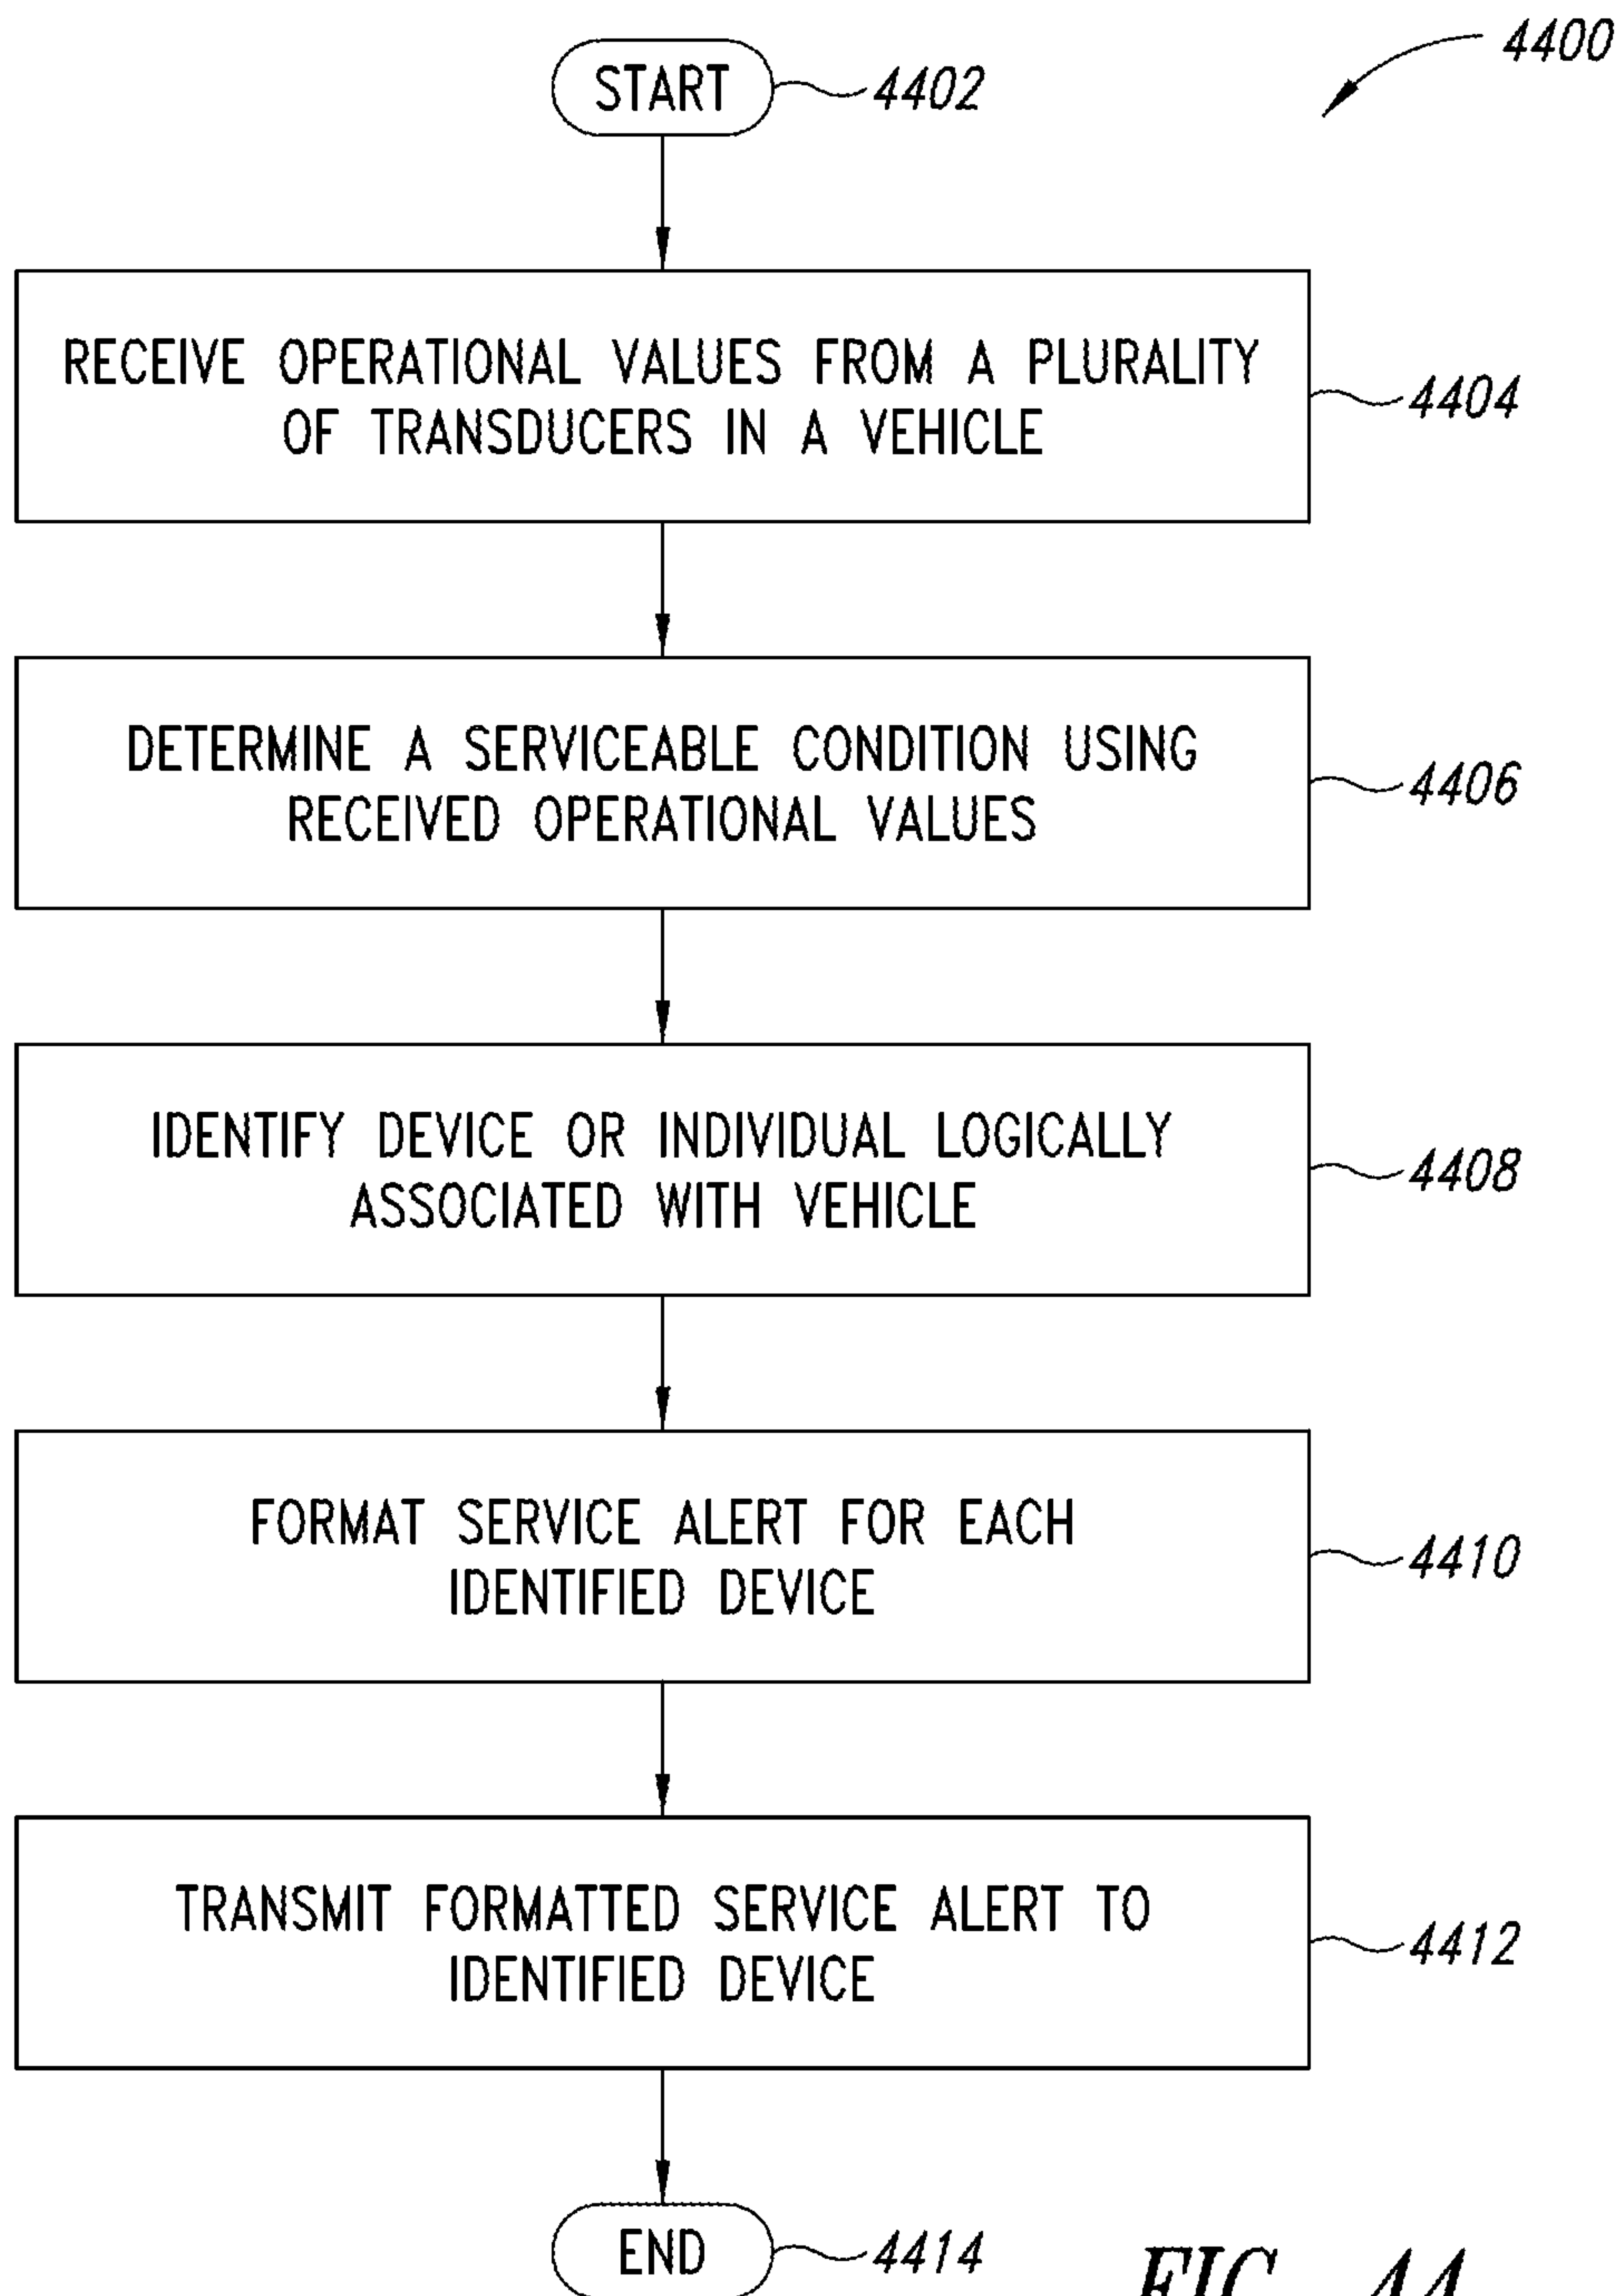 4400
START
4402
RECEIVE OPERATIONAL VALUES FROM A PLURALITY
OF TRANSDUCERS IN A VEHICLE
4404
DETERMINE A SERVICEABLE CONDITION USING
RECEIVED OPERATIONAL VALUES
4406
IDENTIFY DEVICE OR INDIVIDUAL LOGICALLY
ASSOCIATED WITH VEHICLE
4408
FORMAT SERVICE ALERT FOR EACH
IDENTIFIED DEVICE
4410
TRANSMIT FORMATTED SERVICE ALERT TO
IDENTIFIED DEVICE
4412
END
4414
FIG. 44